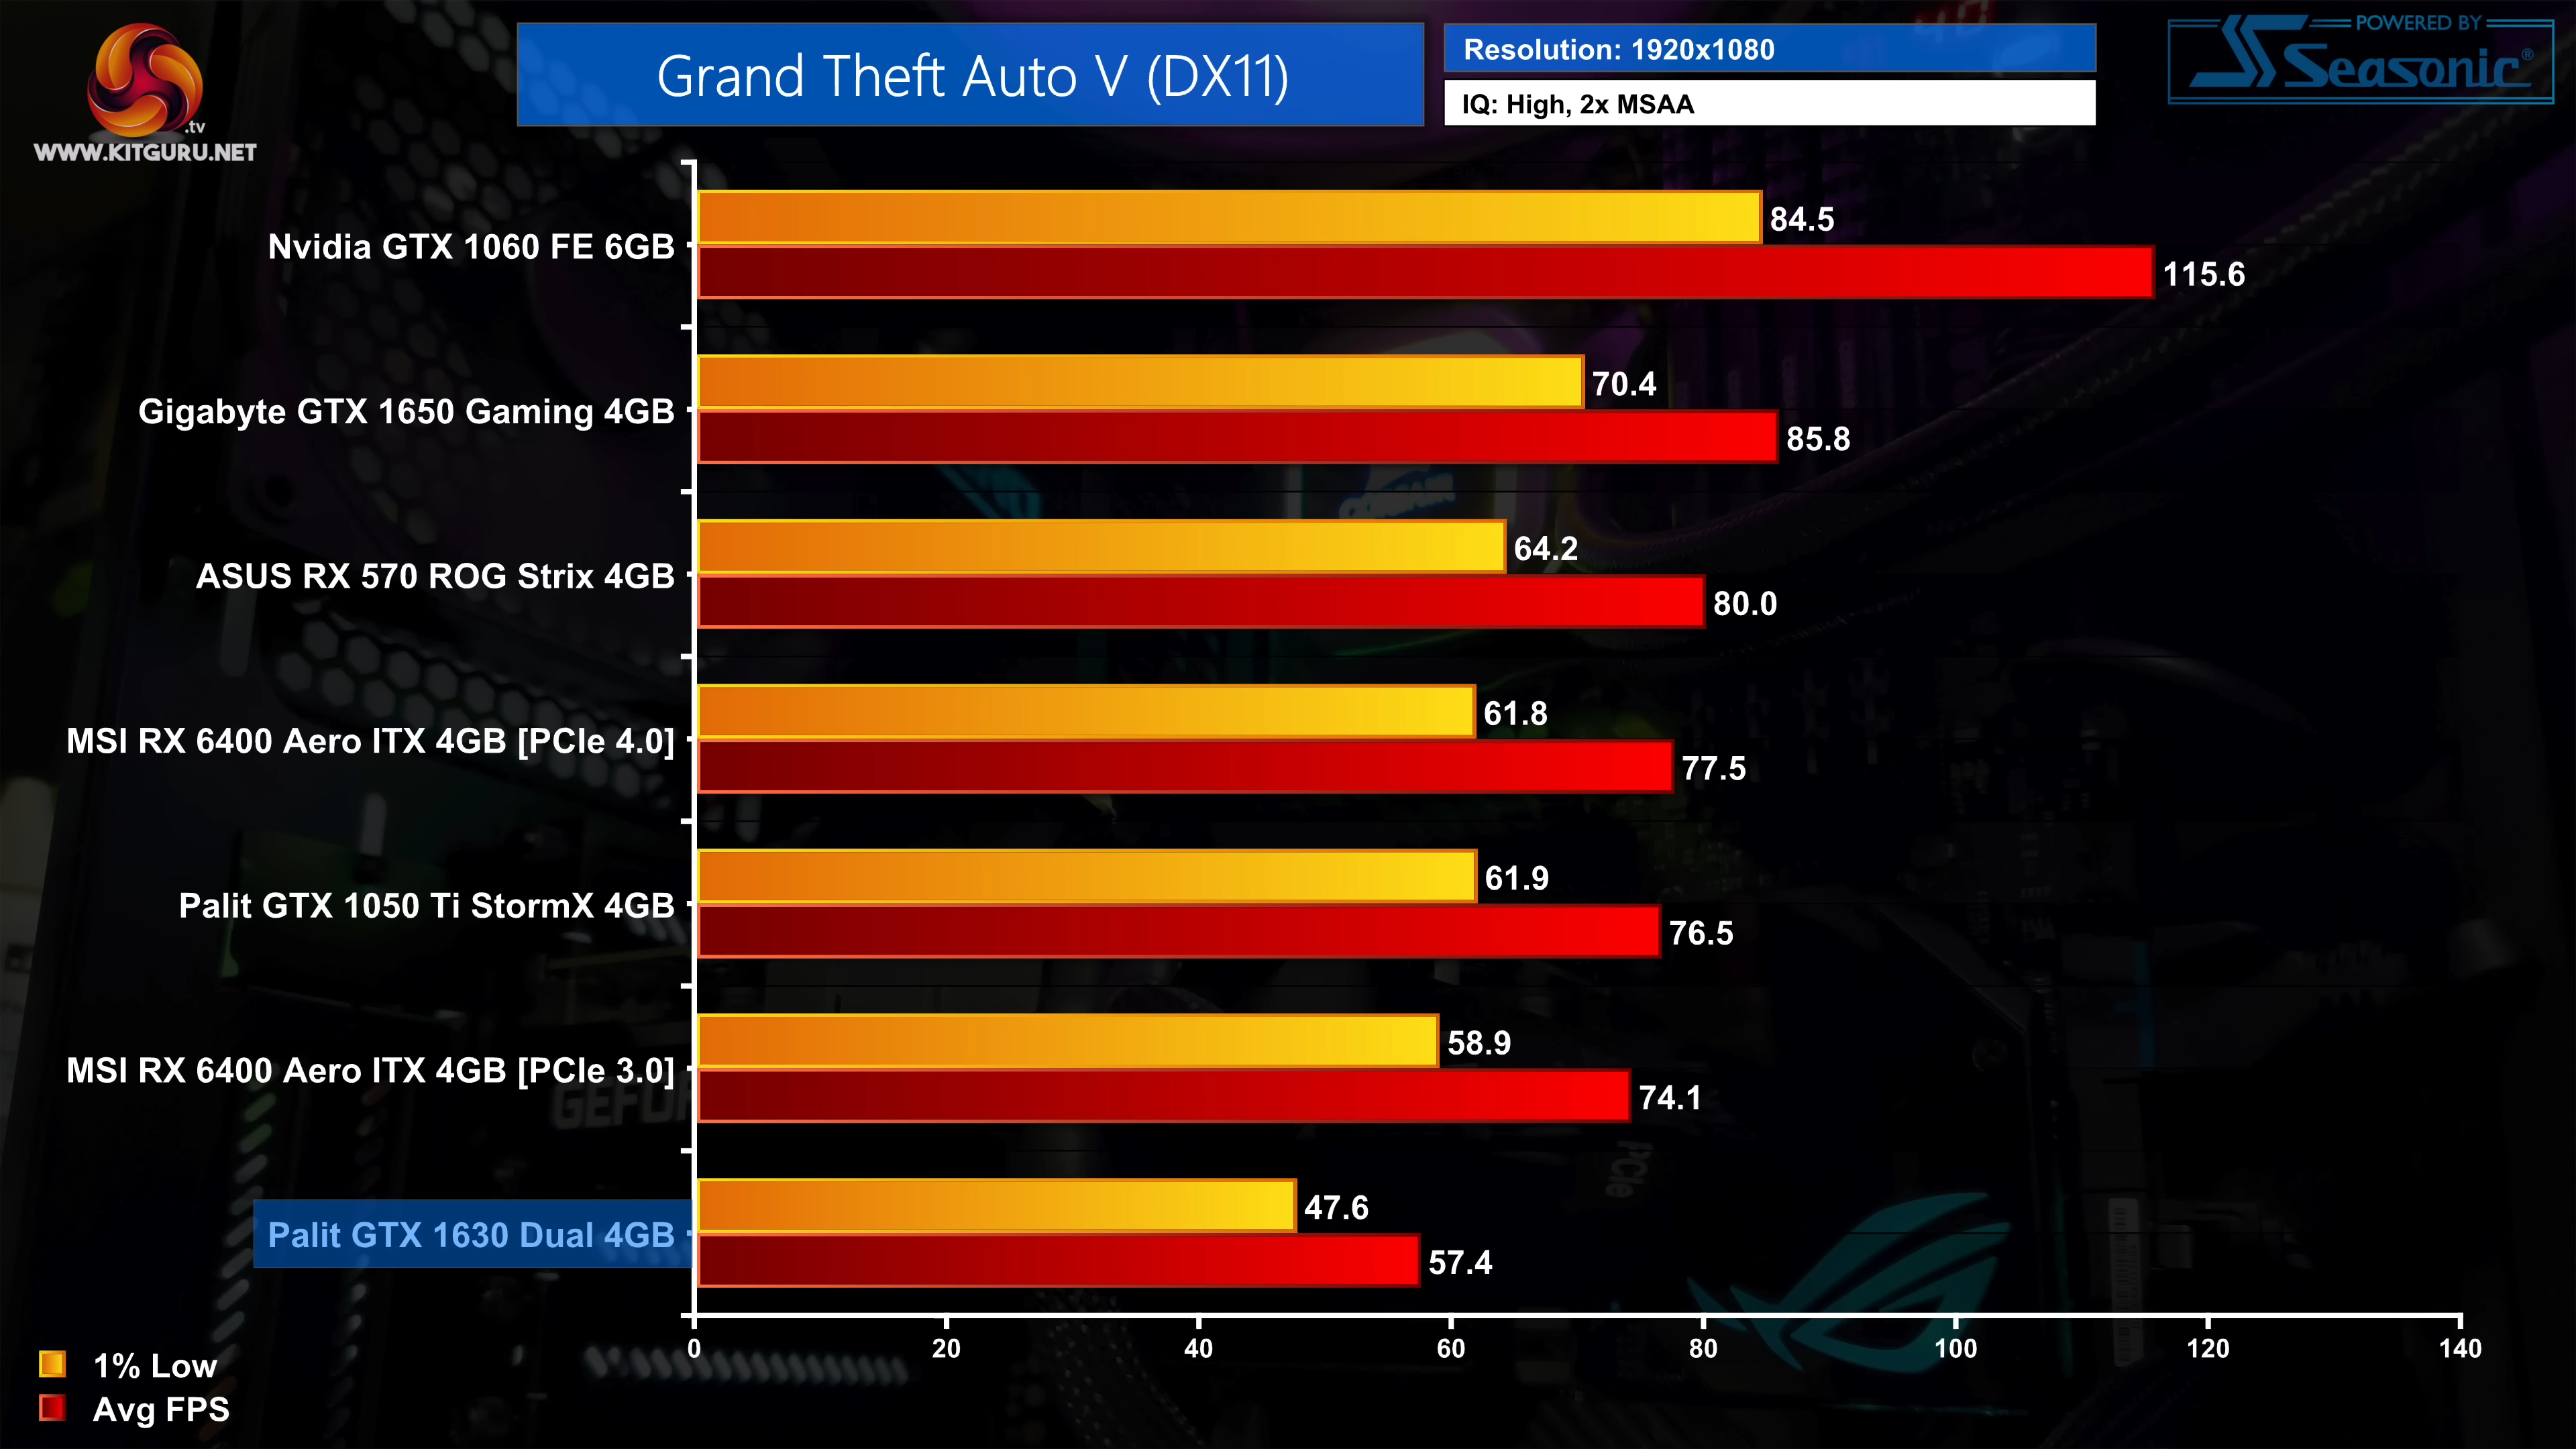 .tv
WWW.KITGURU.NET
Grand Theft Auto V (DX11)
Resolution: 1920x1080
IQ: High, 2x MSAA
POWERED BY
Seasonic®
Nvidia GTX 1060 FE 6GB
84.5
115.6
Gigabyte GTX 1650 Gaming 4GB
70.4
85.8
ASUS RX 570 ROG Strix 4GB
64.2
80.0
MSI RX 6400 Aero ITX 4GB [PCIe 4.0]
61.8
77.5
Palit GTX 1050 Ti StormX 4GB
61.9
76.5
MSI RX 6400 Aero ITX 4GB [PCIe 3.0]
58.9
74.1
Palit GTX 1630 Dual 4GB
47.6
57.4
0 20 40 60 80 100 120 140
1% Low
Avg FPS
PCIe